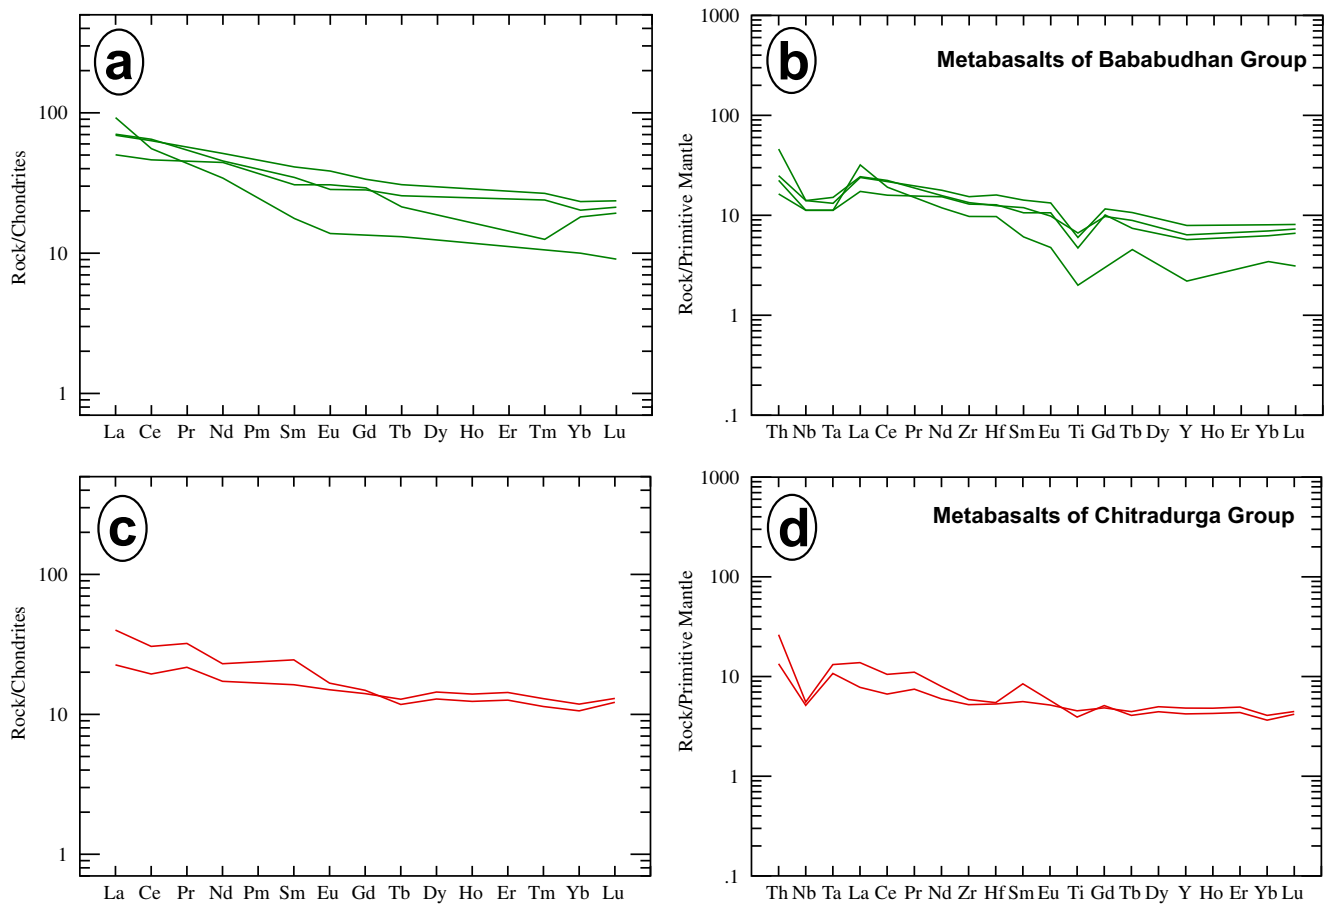 a
Rock/Chondrites
100
10
1
La Ce Pr Nd Pm Sm Eu Gd Tb Dy Ho Er Tm Yb Lu
b
Metabasalts of Bababudhan Group
Rock/Primitive Mantle
1000
100
10
1
.1
Th Nb Ta La Ce Pr Nd Zr Hf Sm Eu Ti Gd Tb Dy Y Ho Er Yb Lu
c
Rock/Chondrites
100
10
1
La Ce Pr Nd Pm Sm Eu Gd Tb Dy Ho Er Tm Yb Lu
d
Metabasalts of Chitradurga Group
Rock/Primitive Mantle
1000
100
10
1
.1
Th Nb Ta La Ce Pr Nd Zr Hf Sm Eu Ti Gd Tb Dy Y Ho Er Yb Lu